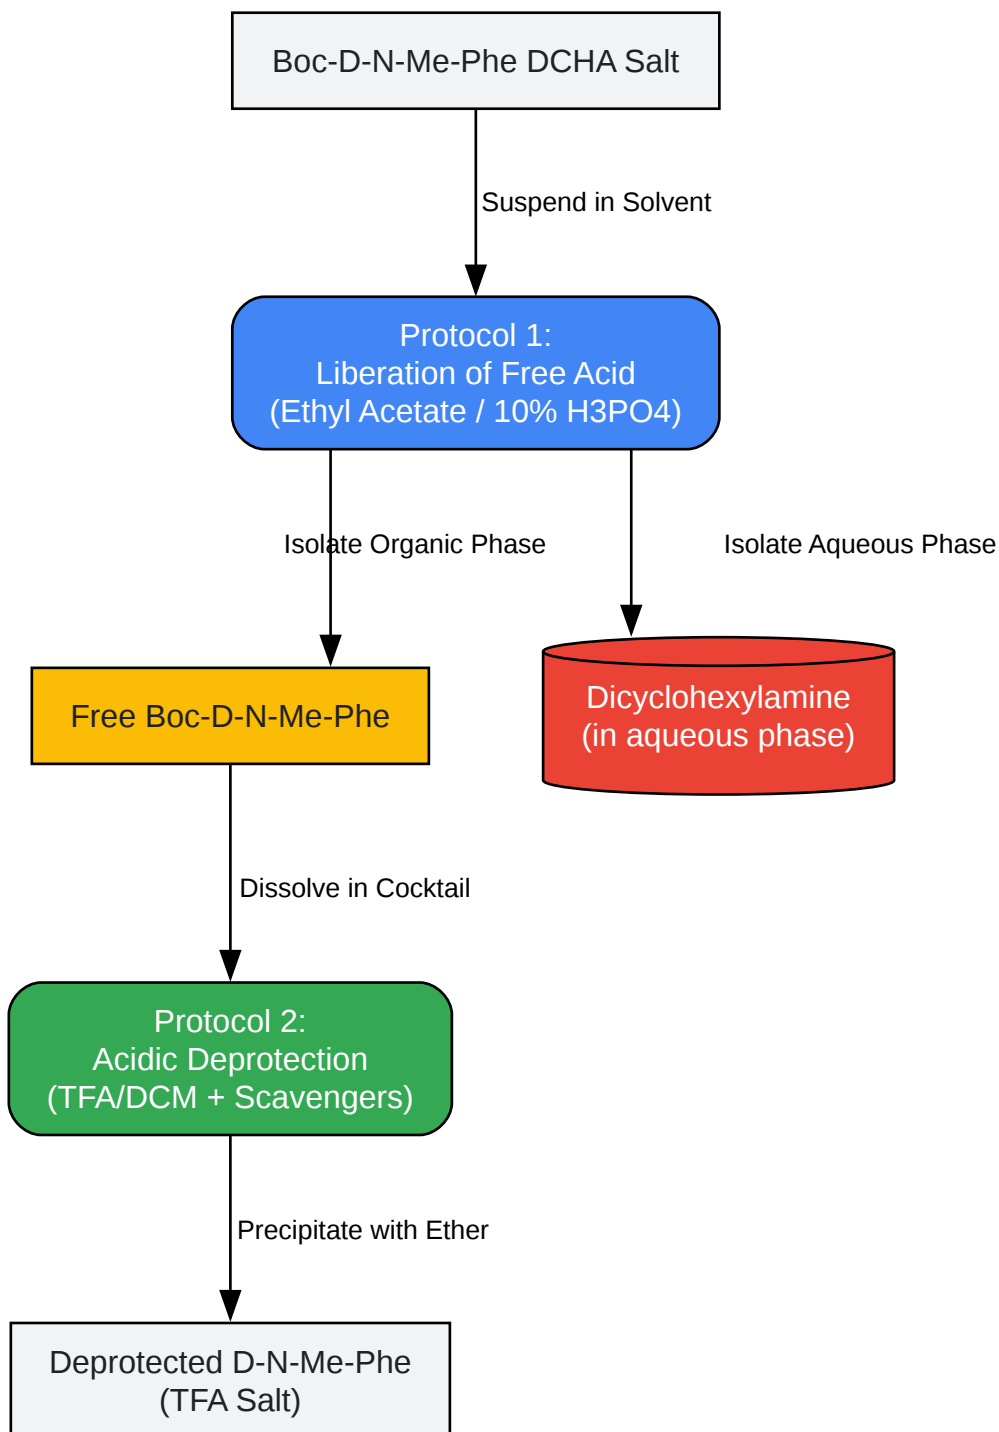 Boc-D-N-Me-Phe DCHA Salt
Suspend in Solvent
Protocol 1:
Liberation of Free Acid
(Ethyl Acetate / 10% H3PO4)
Isolate Organic Phase
Isolate Aqueous Phase
Free Boc-D-N-Me-Phe
Dicyclohexylamine
(in aqueous phase)
Dissolve in Cocktail
Protocol 2:
Acidic Deprotection
(TFA/DCM + Scavengers)
Precipitate with Ether
Deprotected D-N-Me-Phe
(TFA Salt)